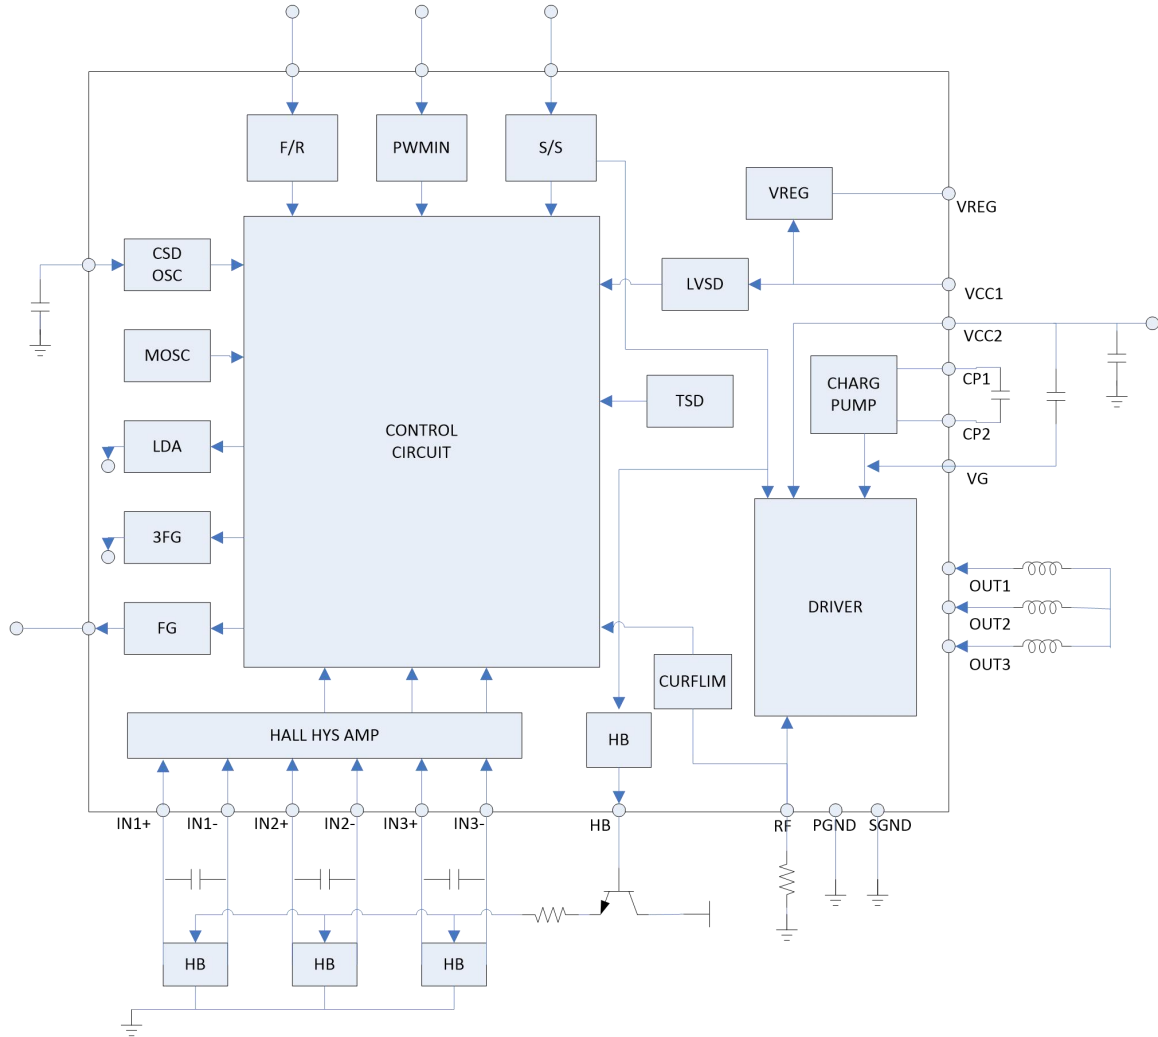 F/R
PWMIN
S/S
VREG
VREG
CSD
OSC
LVSD
VCC1
VCC2
MOSC
CHARG
PUMP
CP1
TSD
CP2
CONTROL
CIRCUIT
LDA
VG
3FG
OUT1
DRIVER
OUT2
FG
OUT3
CURFLIM
HALL HYS AMP
HB
IN1+
IN1-
IN2+
IN2-
IN3+
IN3-
HB
RF
PGND
SGND
HB
HB
HB